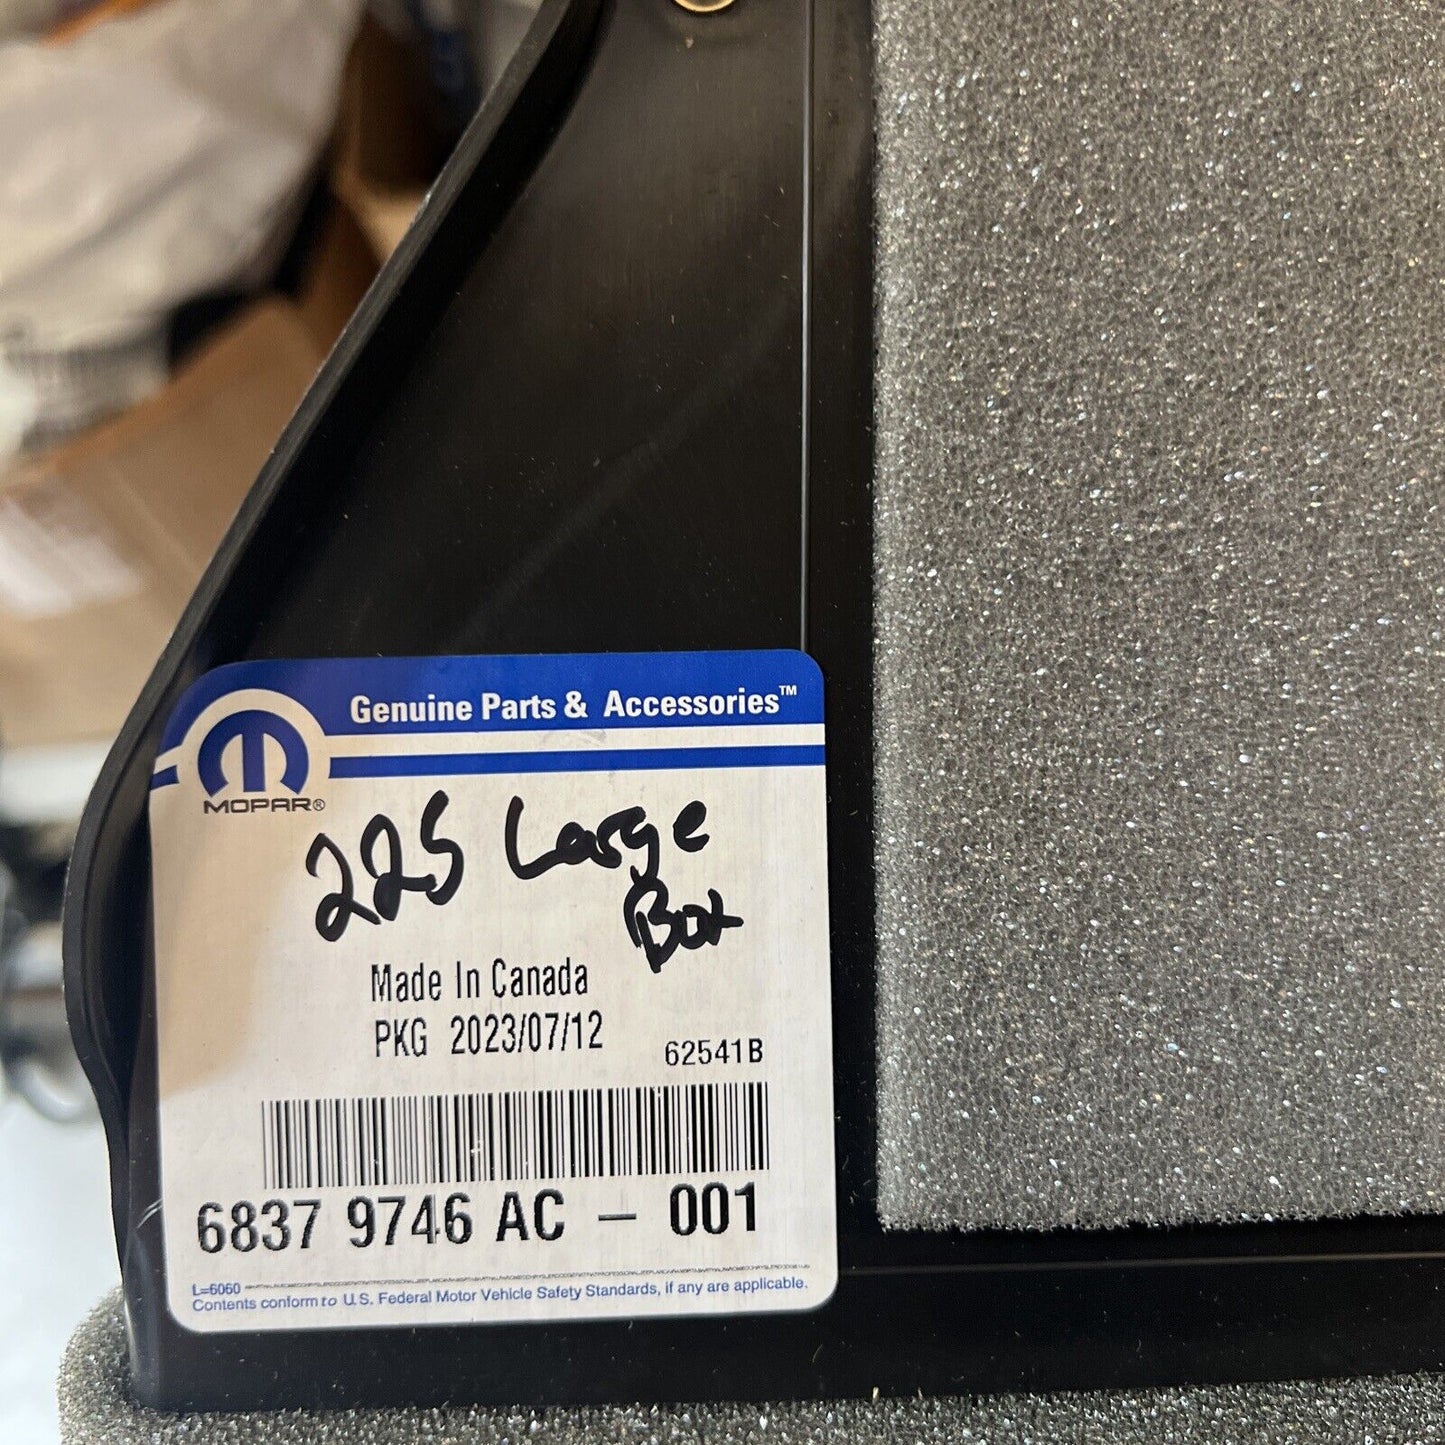 Genuine Parts & Accessories™
MOPAR®
225 Large
Box
Made In Canada
PKG 2023/07/12
62541B
6837 9746 AC – 001
L=6060
Contents conform to U.S. Federal Motor Vehicle Safety Standards, if any are applicable.